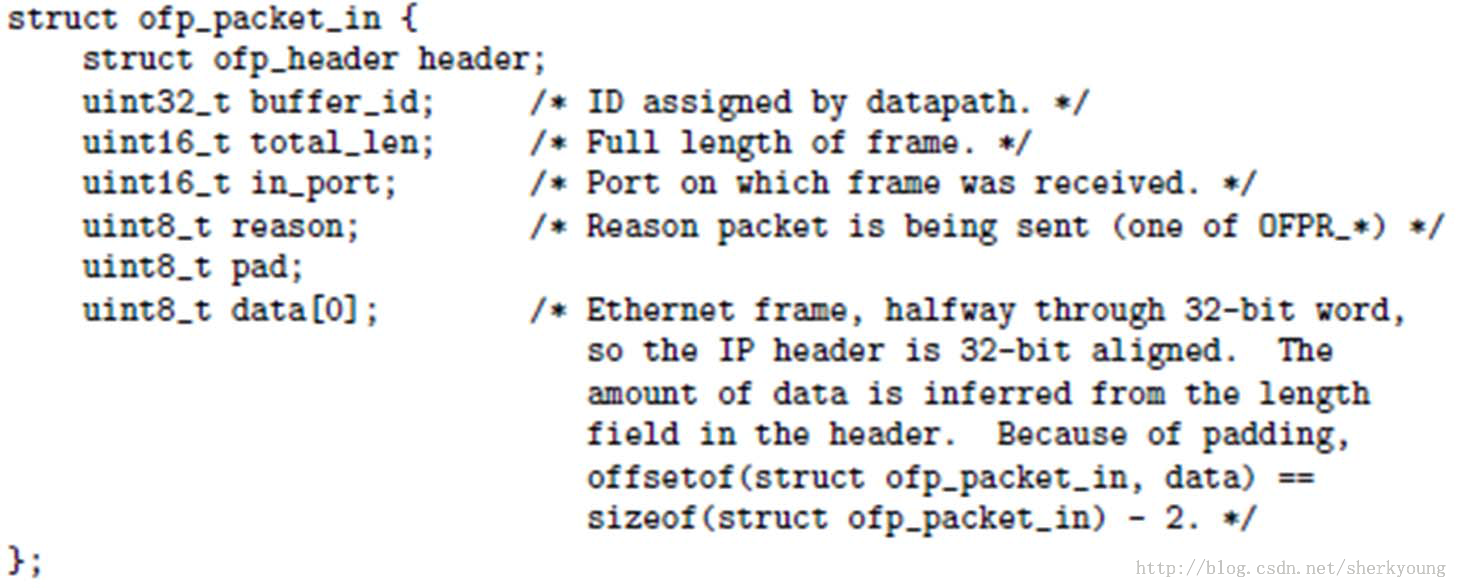 struct ofp_packet_in {
    struct ofp_header header;
    uint32_t buffer_id;     /* ID assigned by datapath. */
    uint16_t total_len;     /* Full length of frame. */
    uint16_t in_port;       /* Port on which frame was received. */
    uint8_t reason;         /* Reason packet is being sent (one of OFPR_*) */
    uint8_t pad;
    uint8_t data[0];        /* Ethernet frame, halfway through 32-bit word,
                               so the IP header is 32-bit aligned.  The
                               amount of data is inferred from the length
                               field in the header.  Because of padding,
                               offsetof(struct ofp_packet_in, data) ==
                               sizeof(struct ofp_packet_in) - 2. */
};
http://blog.csdn.net/sherkyoung